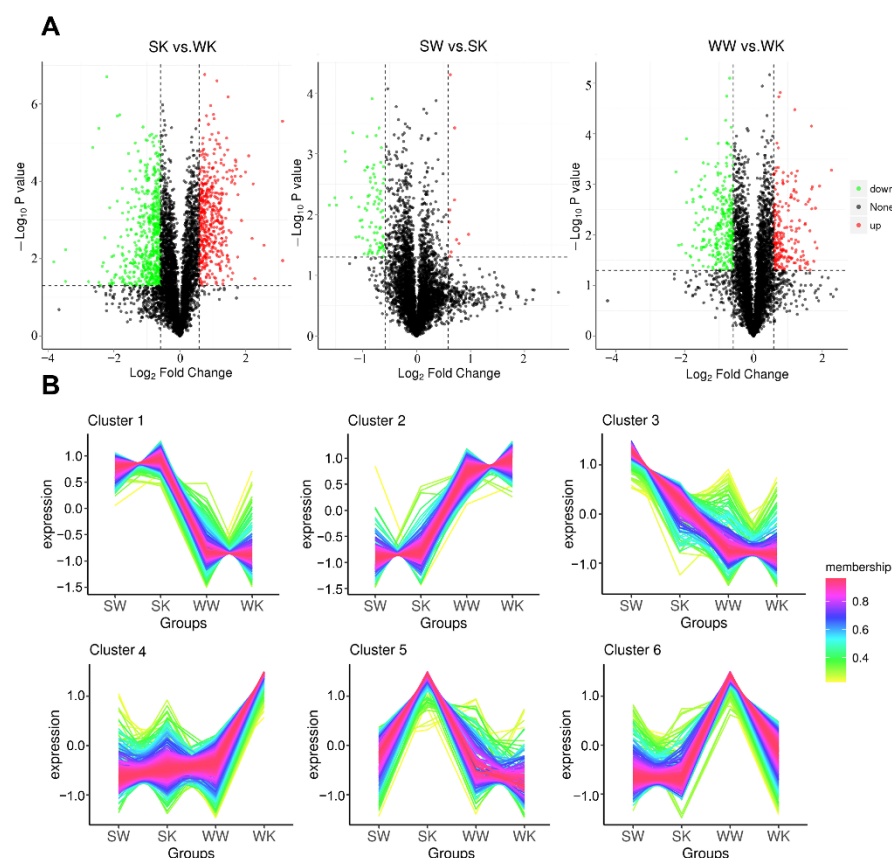 A
SK vs.WK
SW vs.SK
WW vs.WK
−Log10 P value
6
4
2
0
−4
−2
0
2
Log2 Fold Change
−Log10 P value
4
3
2
1
0
−1
0
1
2
Log2 Fold Change
−Log10 P value
5
4
3
2
1
0
−4
−2
0
2
Log2 Fold Change
down
None
up
B
Cluster 1
expression
1.0
0.5
0.0
−0.5
−1.0
−1.5
SW SK WW WK
Groups
Cluster 2
expression
1.0
0.5
0.0
−0.5
−1.0
−1.5
SW SK WW WK
Groups
Cluster 3
expression
1.0
0.0
−1.0
SW SK WW WK
Groups
membership
0.8
0.6
0.4
Cluster 4
expression
1.0
0.0
−1.0
SW SK WW WK
Groups
Cluster 5
expression
1.0
0.0
−1.0
SW SK WW WK
Groups
Cluster 6
expression
1.0
0.0
−1.0
SW SK WW WK
Groups